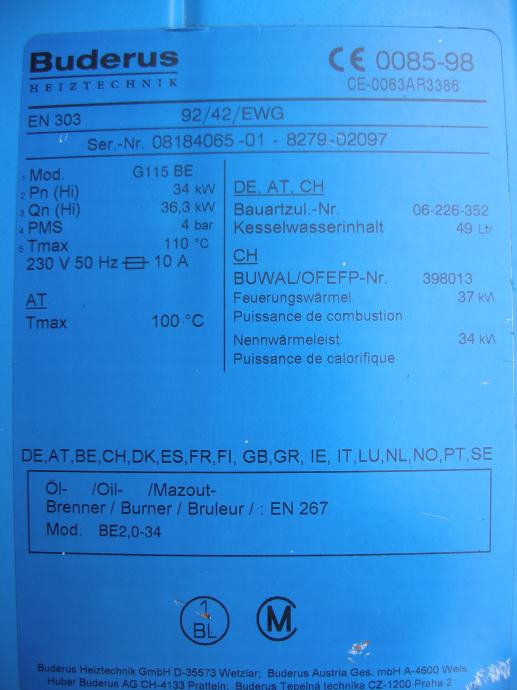 Buderus
HEIZTECHNIK
CE 0085-98
CE-0063AR3386
EN 303 92/42/EWG
Ser.-Nr. 08184065 -01 - 8279-02097
1 Mod. G115 BE
2 Pn (Hi) 34 kW
3 Qn (Hi) 36,3 kW
4 PMS 4 bar
5 Tmax 110 °C
230 V 50 Hz 10 A
AT
Tmax 100 °C
DE, AT, CH
Bauartzul.-Nr. 06-226-352
Kesselwasserinhalt 49 Ltr
CH
BUWAL/OFEFP-Nr. 398013
Feuerungswärmel. 37 kW
Puissance de combustion
Nennwärmeleist. 34 kW
Puissance de calorifique
DE,AT,BE,CH,DK,ES,FR,FI, GB,GR, IE, IT,LU,NL,NO,PT,SE
Öl- /Oil- /Mazout-
Brenner / Burner / Bruleur / : EN 267
Mod. BE2,0-34
1
BL
M
Buderus Heiztechnik GmbH D-35573 Wetzlar; Buderus Austria Ges. mbH A-4600 Wels
Huber Buderus AG CH-4133 Pratteln; Buderus Tepelná technika CZ-1200 Praha 2